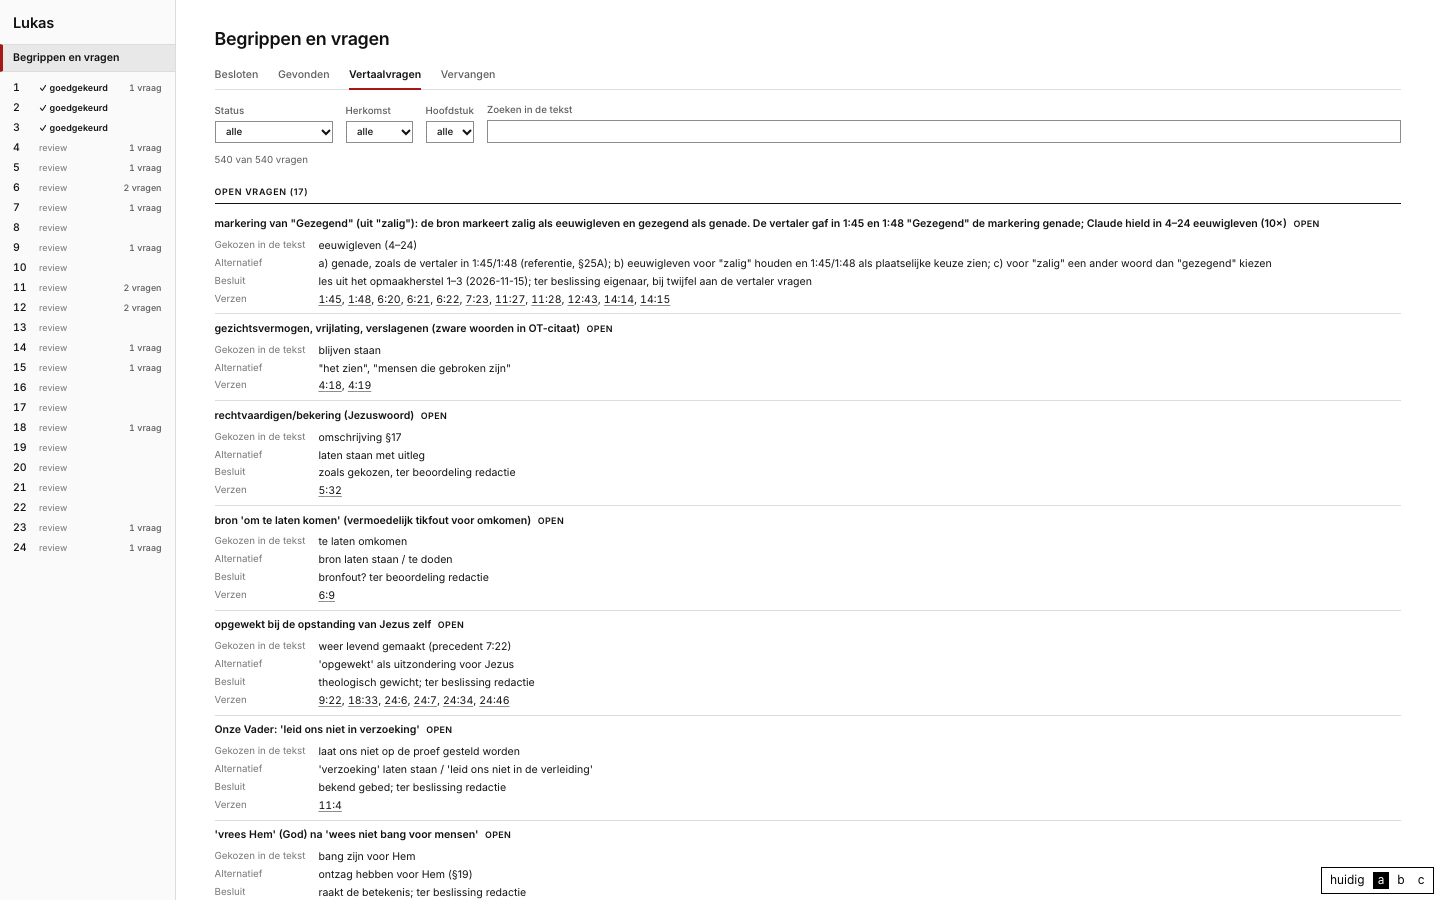 Lukas
Begrippen en vragen
1 ✓ goedgekeurd 1 vraag
2 ✓ goedgekeurd
3 ✓ goedgekeurd
4 review 1 vraag
5 review 1 vraag
6 review 2 vragen
7 review 1 vraag
8 review
9 review 1 vraag
10 review
11 review 2 vragen
12 review 2 vragen
13 review
14 review 1 vraag
15 review 1 vraag
16 review
17 review
18 review 1 vraag
19 review
20 review
21 review
22 review
23 review 1 vraag
24 review 1 vraag
Begrippen en vragen
Besloten Gevonden Vertaalvragen Vervangen
Status Herkomst Hoofdstuk Zoeken in de tekst
alle alle alle
540 van 540 vragen
OPEN VRAGEN (17)
markering van "Gezegend" (uit "zalig"): de bron markeert zalig als eeuwigleven en gezegend als genade. De vertaler gaf in 1:45 en 1:48 "Gezegend" de markering genade; Claude hield in 4–24 eeuwigleven (10×) OPEN
Gekozen in de tekst eeuwigleven (4–24)
Alternatief a) genade, zoals de vertaler in 1:45/1:48 (referentie, §25A); b) eeuwigleven voor "zalig" houden en 1:45/1:48 als plaatselijke keuze zien; c) voor "zalig" een ander woord dan "gezegend" kiezen
Besluit les uit het opmaakherstel 1–3 (2026-11-15); ter beslissing eigenaar, bij twijfel aan de vertaler vragen
Verzen 1:45, 1:48, 6:20, 6:21, 6:22, 7:23, 11:27, 11:28, 12:43, 14:14, 14:15
gezichtsvermogen, vrijlating, verslagenen (zware woorden in OT-citaat) OPEN
Gekozen in de tekst blijven staan
Alternatief "het zien", "mensen die gebroken zijn"
Verzen 4:18, 4:19
rechtvaardigen/bekering (Jezuswoord) OPEN
Gekozen in de tekst omschrijving §17
Alternatief laten staan met uitleg
Besluit zoals gekozen, ter beoordeling redactie
Verzen 5:32
bron 'om te laten komen' (vermoedelijk tikfout voor omkomen) OPEN
Gekozen in de tekst te laten omkomen
Alternatief bron laten staan / te doden
Besluit bronfout? ter beoordeling redactie
Verzen 6:9
opgewekt bij de opstanding van Jezus zelf OPEN
Gekozen in de tekst weer levend gemaakt (precedent 7:22)
Alternatief 'opgewekt' als uitzondering voor Jezus
Besluit theologisch gewicht; ter beslissing redactie
Verzen 9:22, 18:33, 24:6, 24:7, 24:34, 24:46
Onze Vader: 'leid ons niet in verzoeking' OPEN
Gekozen in de tekst laat ons niet op de proef gesteld worden
Alternatief 'verzoeking' laten staan / 'leid ons niet in de verleiding'
Besluit bekend gebed; ter beslissing redactie
Verzen 11:4
'vrees Hem' (God) na 'wees niet bang voor mensen' OPEN
Gekozen in de tekst bang zijn voor Hem
Alternatief ontzag hebben voor Hem (§19)
Besluit raakt de betekenis; ter beslissing redactie
huidig a b c